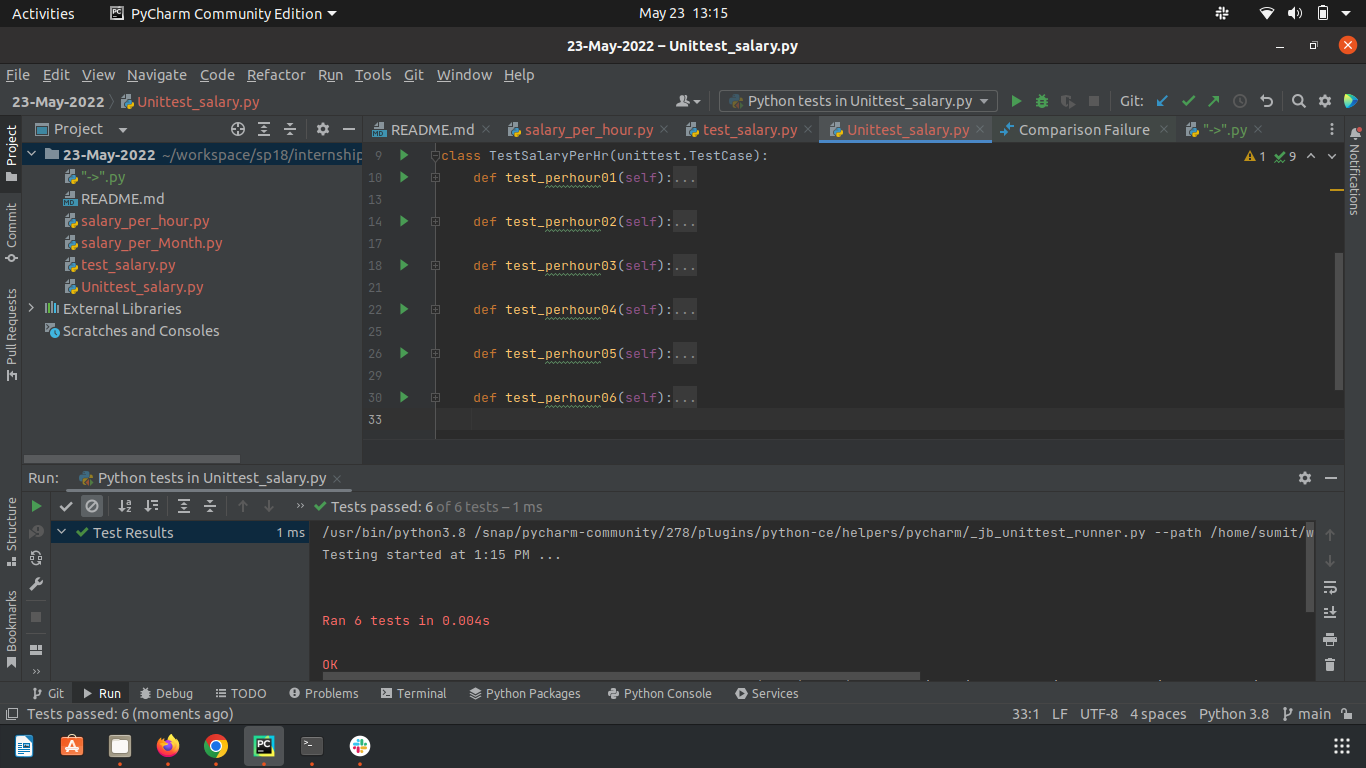 Activities PyCharm Community Edition May 23 13:15
23-May-2022 – Unittest_salary.py
File Edit View Navigate Code Refactor Run Tools Git Window Help
23-May-2022 Unittest_salary.py Python tests in Unittest_salary.py Git:
Project README.md salary_per_hour.py test_salary.py Unittest_salary.py Comparison Failure "->".py
Project
Commit
Pull Requests
Structure
Bookmarks
Notifications
23-May-2022 ~/workspace/sp18/internship
"->".py
README.md
salary_per_hour.py
salary_per_Month.py
test_salary.py
Unittest_salary.py
External Libraries
Scratches and Consoles
9 class TestSalaryPerHr(unittest.TestCase): 1 9
10 def test_perhour01(self):...
13
14 def test_perhour02(self):...
17
18 def test_perhour03(self):...
21
22 def test_perhour04(self):...
25
26 def test_perhour05(self):...
29
30 def test_perhour06(self):...
33
Run: Python tests in Unittest_salary.py
Tests passed: 6 of 6 tests – 1 ms
Test Results 1 ms
/usr/bin/python3.8 /snap/pycharm-community/278/plugins/python-ce/helpers/pycharm/_jb_unittest_runner.py --path /home/sumit/w
Testing started at 1:15 PM ...
Ran 6 tests in 0.004s
OK
Git Run Debug TODO Problems Terminal Python Packages Python Console Services
Tests passed: 6 (moments ago) 33:1 LF UTF-8 4 spaces Python 3.8 main
PC